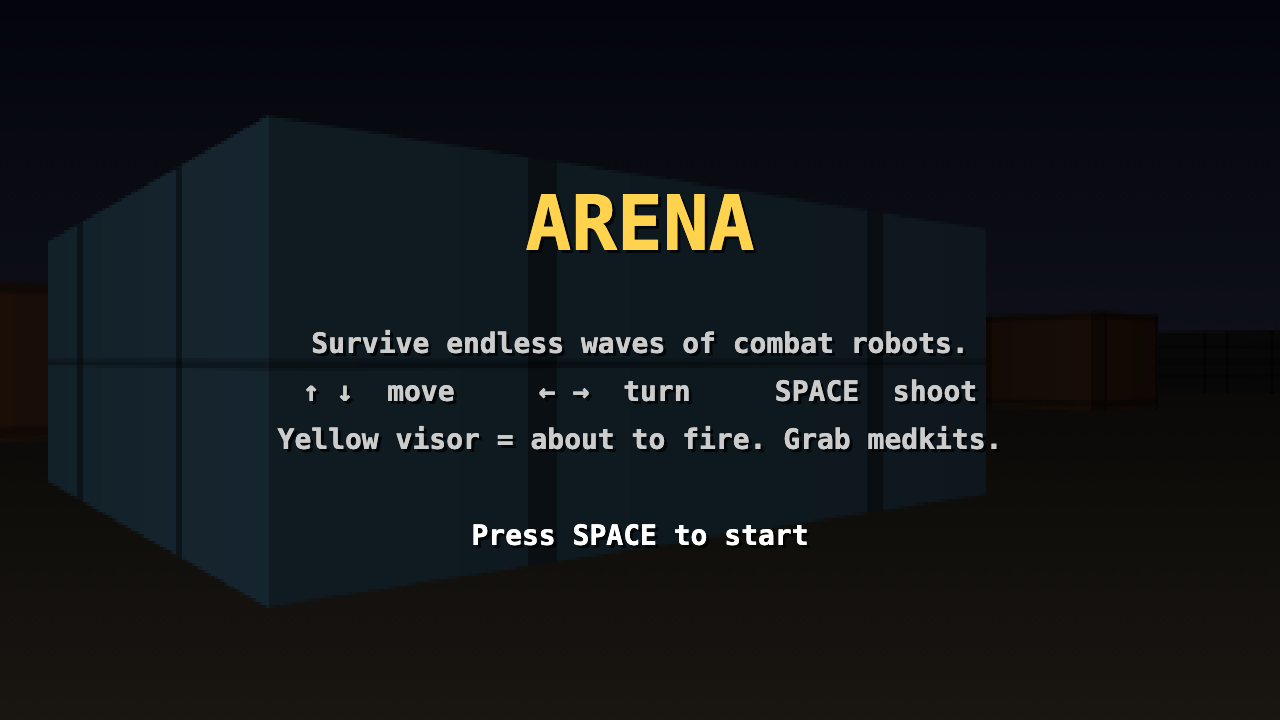 ARENA
Survive endless waves of combat robots.
↑ ↓ move ← → turn SPACE shoot
Yellow visor = about to fire. Grab medkits.
Press SPACE to start